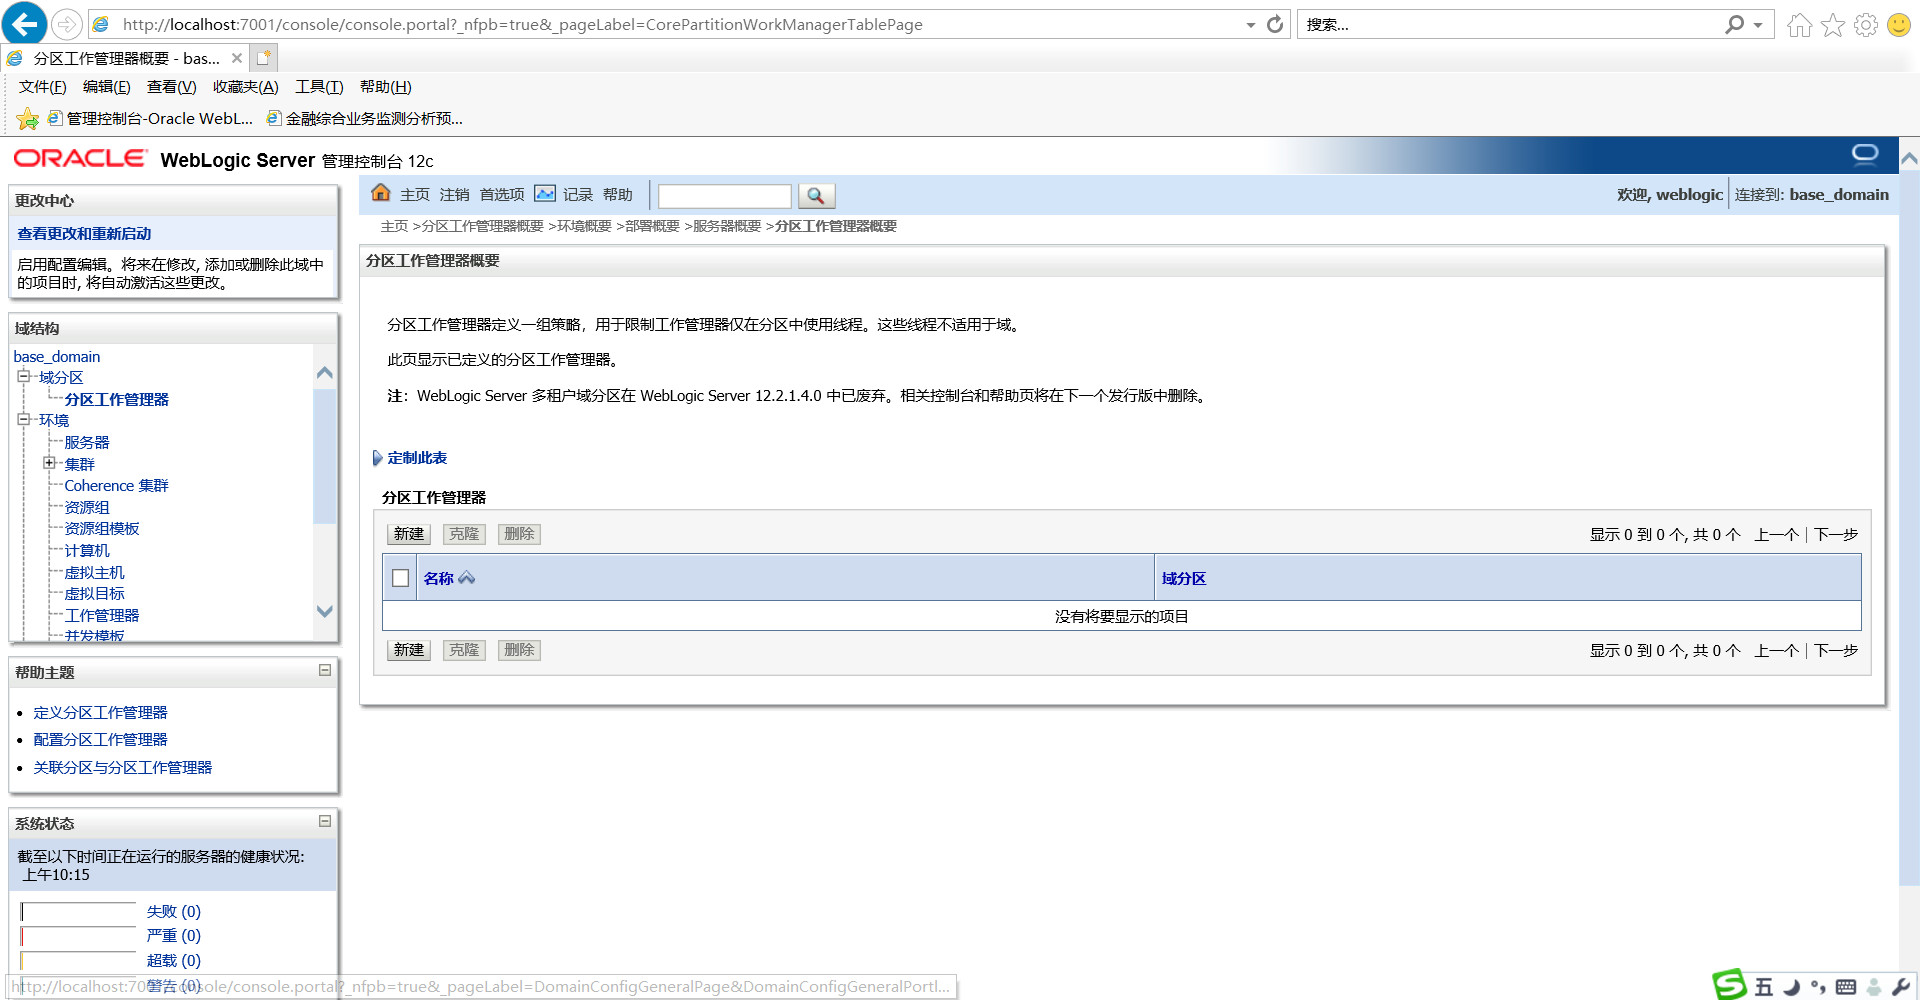 http://localhost:7001/console/console.portal?_nfpb=true&_pageLabel=CorePartitionWorkManagerTablePage
搜索...
分区工作管理器概要 - bas...
文件(F) 编辑(E) 查看(V) 收藏夹(A) 工具(T) 帮助(H)
管理控制台-Oracle WebL... 金融综合业务监测分析预...
ORACLE WebLogic Server 管理控制台 12c
更改中心
查看更改和重新启动
启用配置编辑。将来在修改, 添加或删除此域中
的项目时, 将自动激活这些更改。
域结构
base_domain
域分区
分区工作管理器
环境
服务器
集群
Coherence 集群
资源组
资源组模板
计算机
虚拟主机
虚拟目标
工作管理器
并发模板
帮助主题
定义分区工作管理器
配置分区工作管理器
关联分区与分区工作管理器
系统状态
截至以下时间正在运行的服务器的健康状况:
上午10:15
失败 (0)
严重 (0)
超载 (0)
警告 (0)
主页 注销 首选项 记录 帮助
欢迎, weblogic 连接到: base_domain
主页 >分区工作管理器概要 >环境概要 >部署概要 >服务器概要 >分区工作管理器概要
分区工作管理器概要
分区工作管理器定义一组策略，用于限制工作管理器仅在分区中使用线程。这些线程不适用于域。
此页显示已定义的分区工作管理器。
注：WebLogic Server 多租户域分区在 WebLogic Server 12.2.1.4.0 中已废弃。相关控制台和帮助页将在下一个发行版中删除。
定制此表
分区工作管理器
新建 克隆 删除 显示 0 到 0 个, 共 0 个 上一个 | 下一步
名称 域分区
没有将要显示的项目
新建 克隆 删除 显示 0 到 0 个, 共 0 个 上一个 | 下一步
http://localhost:7001/console/console.portal?_nfpb=true&_pageLabel=DomainConfigGeneralPage&DomainConfigGeneralPortl...
S 五